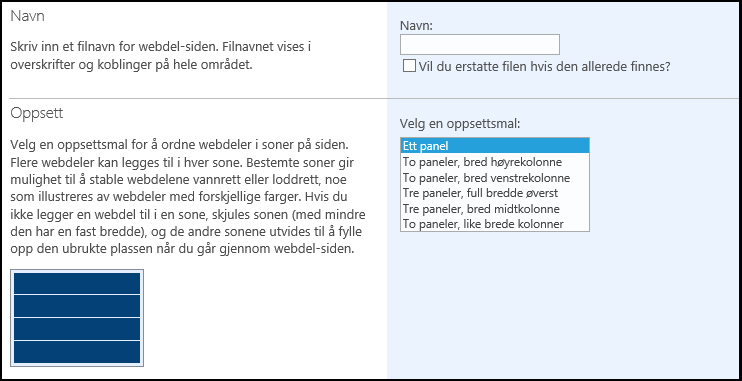 Navn
Skriv inn et filnavn for webdel-siden. Filnavnet vises i
overskrifter og koblinger på hele området.
Navn:
Vil du erstatte filen hvis den allerede finnes?
Oppsett
Velg en oppsettsmal for å ordne webdeler i soner på siden.
Flere webdeler kan legges til i hver sone. Bestemte soner gir
mulighet til å stable webdelene vannrett eller loddrett, noe
som illustreres av webdeler med forskjellige farger. Hvis du
ikke legger en webdel til i en sone, skjules sonen (med mindre
den har en fast bredde), og de andre sonene utvides til å fylle
opp den ubrukte plassen når du går gjennom webdel-siden.
Velg en oppsettsmal:
Ett panel
To paneler, bred høyrekolonne
To paneler, bred venstrekolonne
Tre paneler, full bredde øverst
Tre paneler, bred midtkolonne
To paneler, like brede kolonner